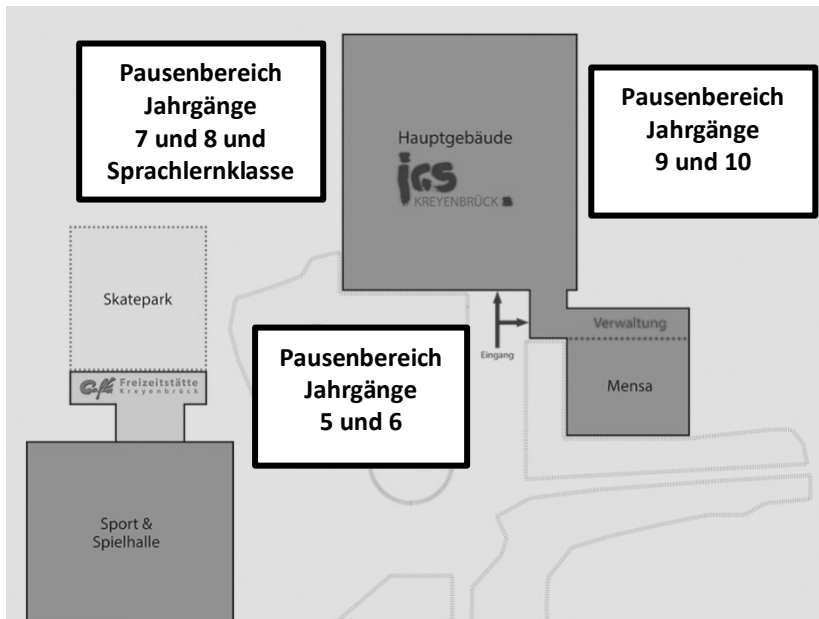 Pausenbereich
Jahrgänge
7 und 8 und
Sprachlernklasse
Hauptgebäude
IGS
KREYENBRÜCK
Pausenbereich
Jahrgänge
9 und 10
Skatepark
Freizeitstätte
Kreyenbrück
Pausenbereich
Jahrgänge
5 und 6
Eingang
Verwaltung
Mensa
Sport &
Spielhalle